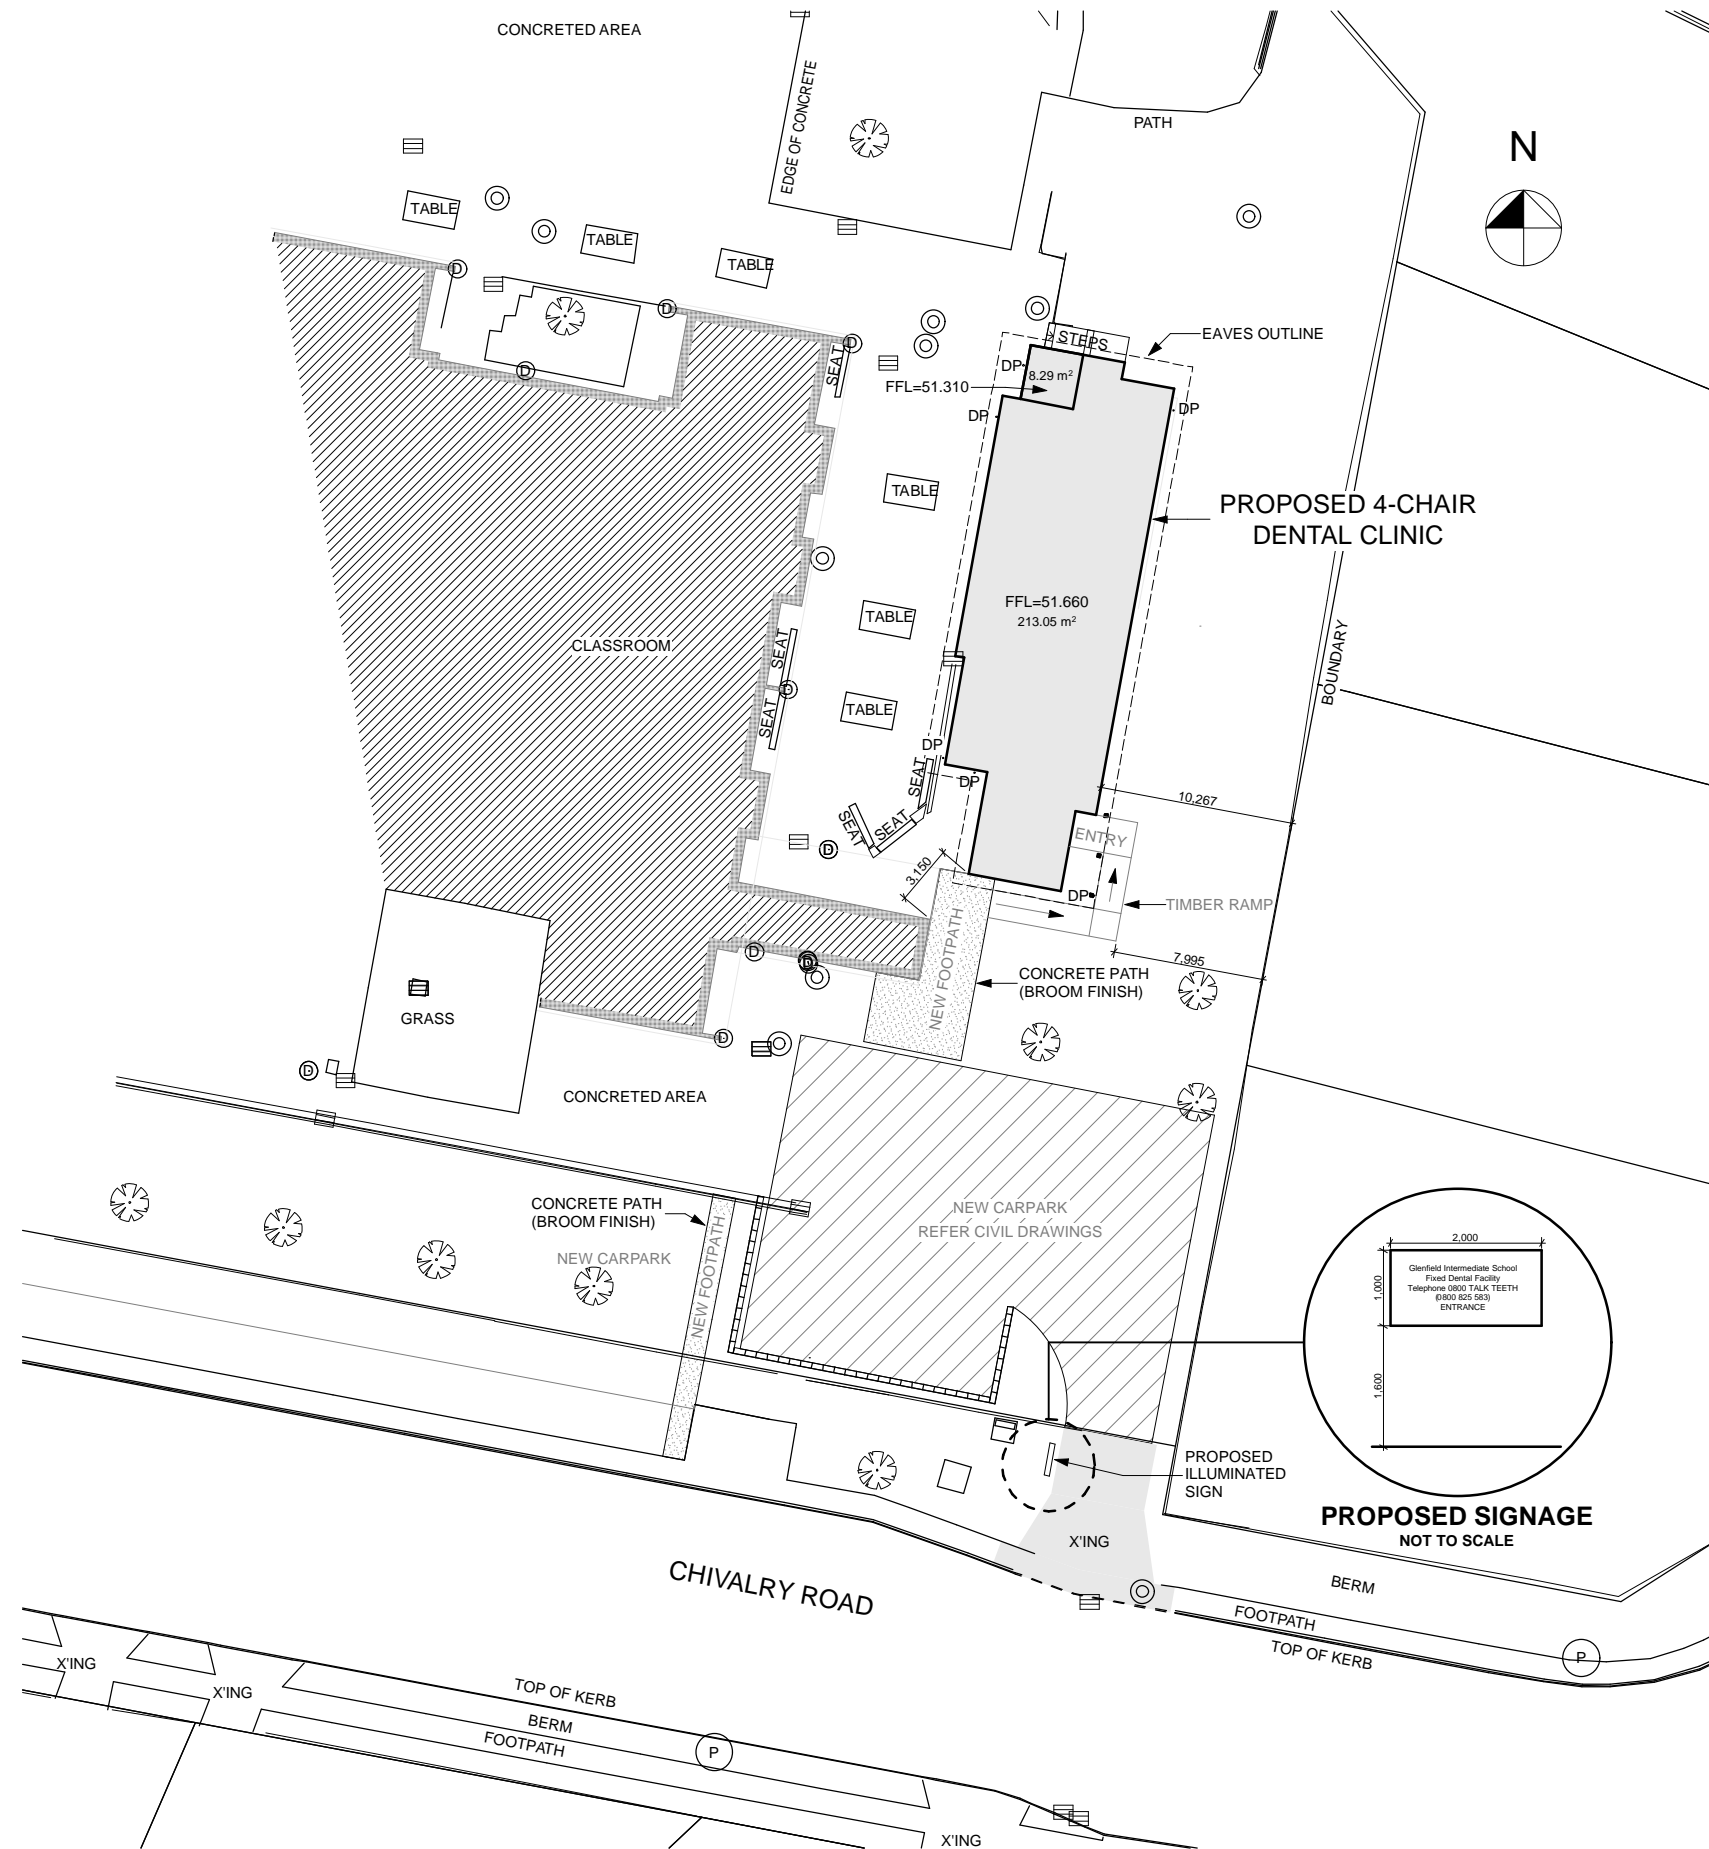 CONCRETED AREA
EDGE OF CONCRETE
PATH
N
TABLE
TABLE
TABLE
D
D
D
D
SEAT
STEPS
EAVES OUTLINE
DP
8.29 m²
FFL=51.310
DP
DP
TABLE
PROPOSED 4-CHAIR
DENTAL CLINIC
FFL=51.660
213.05 m²
TABLE
CLASSROOM
SEAT
BOUNDARY
D
SEAT
TABLE
DP
SEAT
DP
10,267
SEAT
SEAT
ENTRY
D
3,150
DP
TIMBER RAMP
NEW FOOTPATH
D
D
7,995
CONCRETE PATH
(BROOM FINISH)
GRASS
D
D
CONCRETED AREA
CONCRETE PATH
(BROOM FINISH)
NEW CARPARK
NEW FOOTPATH
NEW CARPARK
REFER CIVIL DRAWINGS
2,000
1,000
Glenfield Intermediate School
Fixed Dental Facility
Telephone 0800 TALK TEETH
(0800 825 583)
ENTRANCE
1,600
PROPOSED
ILLUMINATED
SIGN
PROPOSED SIGNAGE
NOT TO SCALE
X'ING
CHIVALRY ROAD
BERM
FOOTPATH
TOP OF KERB
P
X'ING
X'ING
TOP OF KERB
BERM
FOOTPATH
P
X'ING